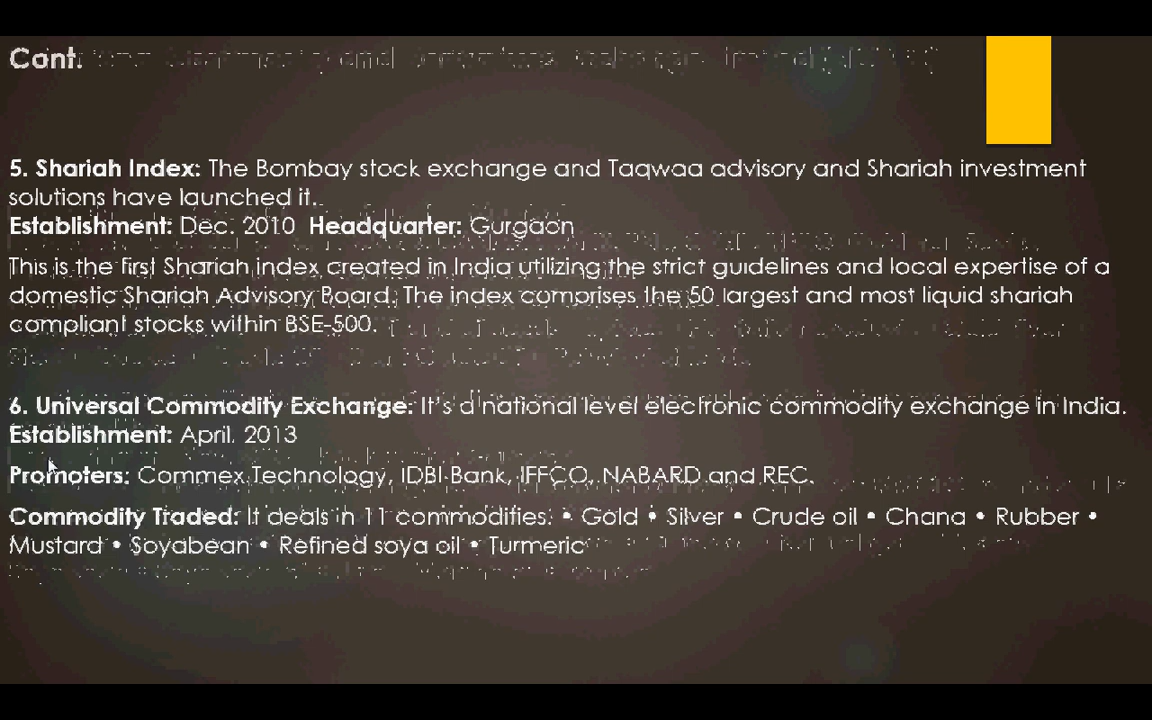 Cont.
5. Shariah Index: The Bombay stock exchange and Taqwaa advisory and Shariah investment
solutions have launched it.
Establishment: Dec. 2010 Headquarter: Gurgaon
This is the first Shariah index created in India utilizing the strict guidelines and local expertise of a
domestic Shariah Advisory Board. The index comprises the 50 largest and most liquid shariah
compliant stocks within BSE-500.
6. Universal Commodity Exchange: It's a national level electronic commodity exchange in India.
Establishment: April, 2013
Promoters: Commex Technology, IDBI Bank, IFFCO, NABARD and REC.
Commodity Traded: It deals in 11 commodities. • Gold • Silver • Crude oil • Chana • Rubber •
Mustard • Soyabean • Refined soya oil • Turmeric